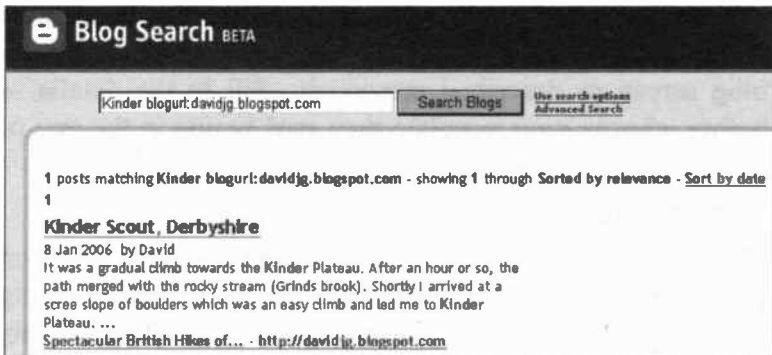 Blog Search BETA
Kinder blogurl:davidjg.blogspot.com
Search Blogs
Use search options
Advanced Search
1 posts matching Kinder blogurl:davidjg.blogspot.com - showing 1 through Sorted by relevance - Sort by date
1
Kinder Scout, Derbyshire
8 Jan 2006 by David
It was a gradual climb towards the Kinder Plateau. After an hour or so, the
path merged with the rocky stream (Grinds brook). Shortly I arrived at a
scree slope of boulders which was an easy climb and led me to Kinder
Plateau. ...
Spectacular British Hikes of... - http://davidjg.blogspot.com